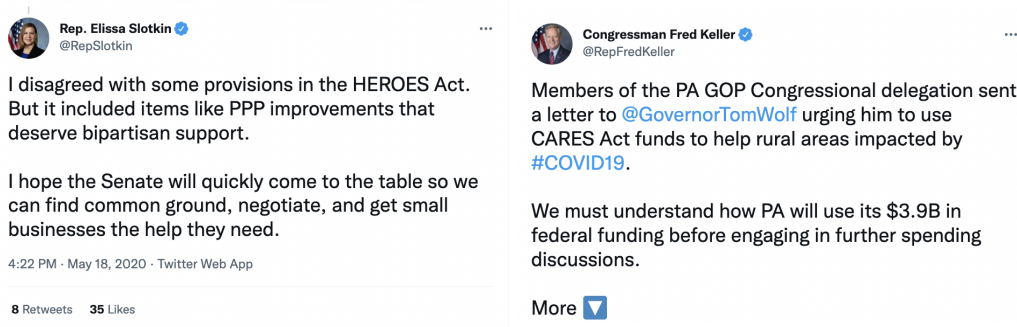 Rep. Elissa Slotkin
@RepSlotkin
I disagreed with some provisions in the HEROES Act.
But it included items like PPP improvements that
deserve bipartisan support.
I hope the Senate will quickly come to the table so we
can find common ground, negotiate, and get small
businesses the help they need.
4:22 PM · May 18, 2020 · Twitter Web App
8 Retweets 35 Likes
Congressman Fred Keller
@RepFredKeller
Members of the PA GOP Congressional delegation sent
a letter to @GovernorTomWolf urging him to use
CARES Act funds to help rural areas impacted by
#COVID19.
We must understand how PA will use its $3.9B in
federal funding before engaging in further spending
discussions.
More